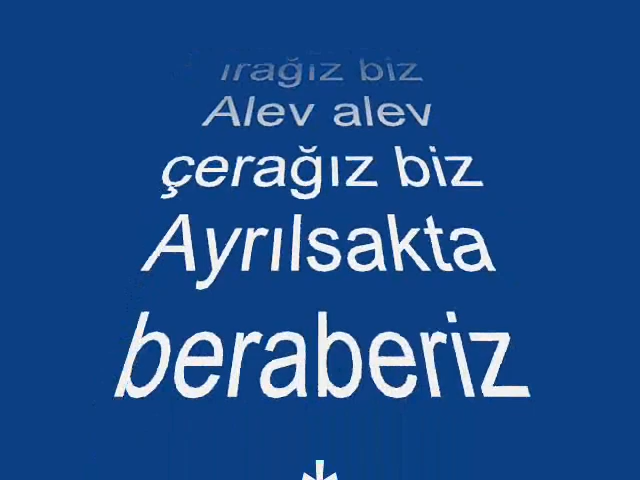 ırağız biz
Alev alev
çerağız biz
Ayrılsakta
beraberiz
*